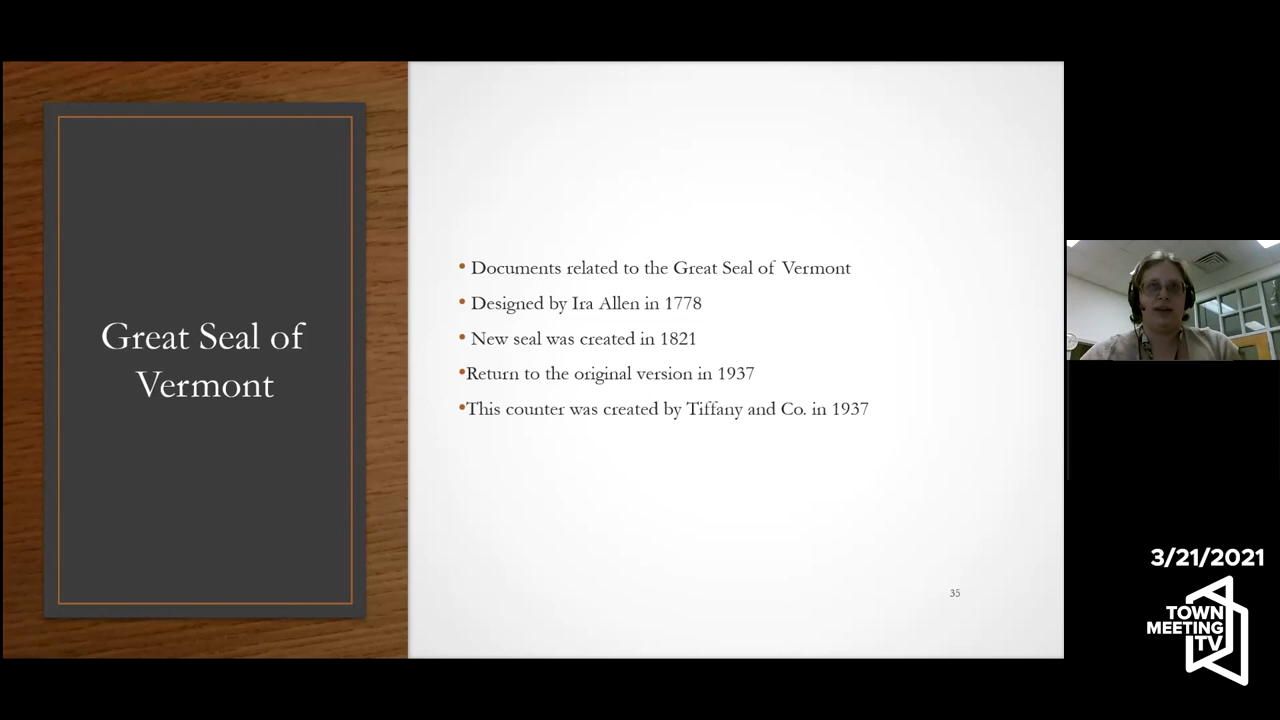 Great Seal of
Vermont
• Documents related to the Great Seal of Vermont
• Designed by Ira Allen in 1778
• New seal was created in 1821
•Return to the original version in 1937
•This counter was created by Tiffany and Co. in 1937
35
3/21/2021
TOWN
MEETING
TV